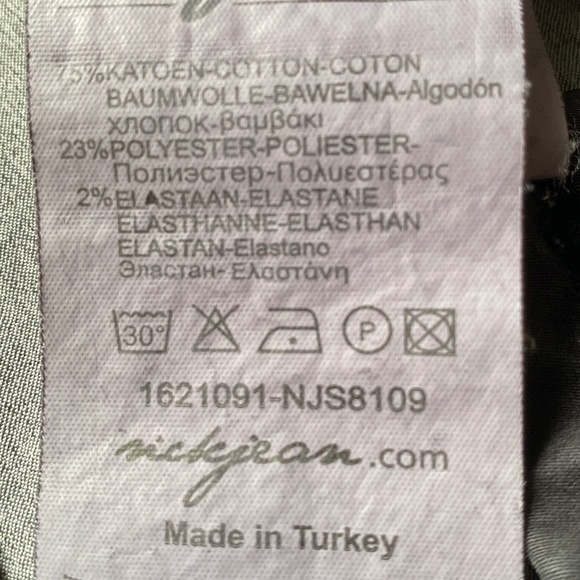 75%KATOEN-COTTON-COTON
BAUMWOLLE-BAWELNA-Algodón
ХЛОПОК-βαμβάκι
23%POLYESTER-POLIESTER-
Полиэстер-Πολυεστέρας
2%ELASTAAN-ELASTANE
ELASTHANNE-ELASTHAN
ELASTAN-Elastano
Эластан-Ελαστάνη
30° P
1621091-NJS8109
nickjean.com
Made in Turkey